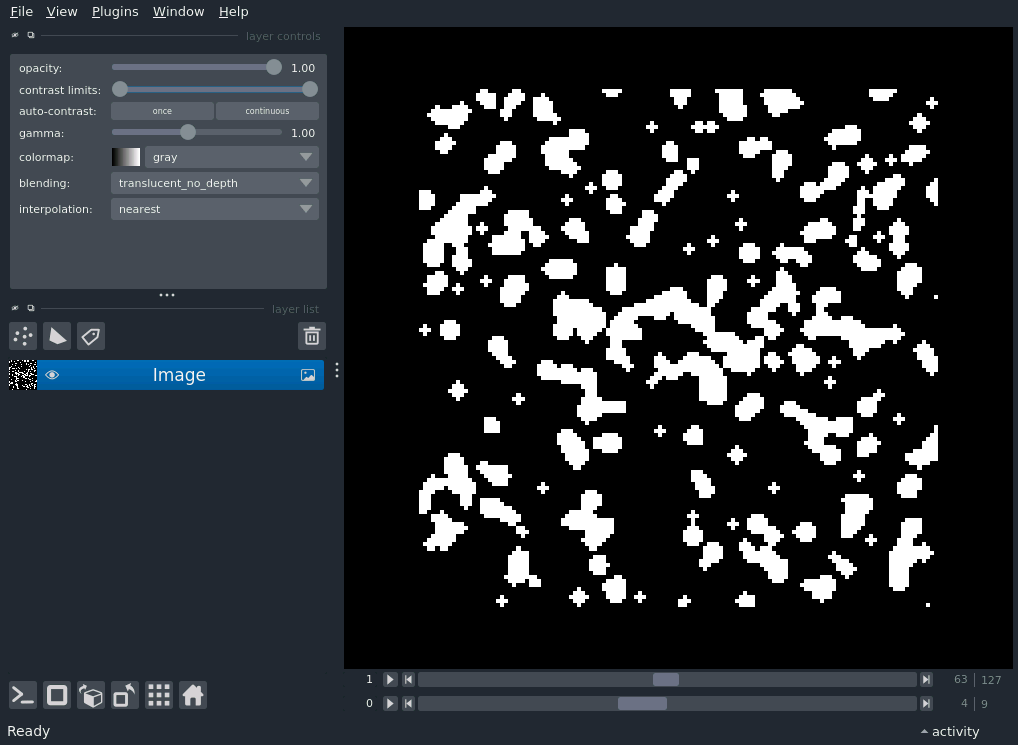 File View Plugins Window Help
layer controls
opacity: 1.00
contrast limits:
auto-contrast: once continuous
gamma: 1.00
colormap: gray
blending: translucent_no_depth
interpolation: nearest
layer list
Image
1 63 127
0 4 9
Ready activity